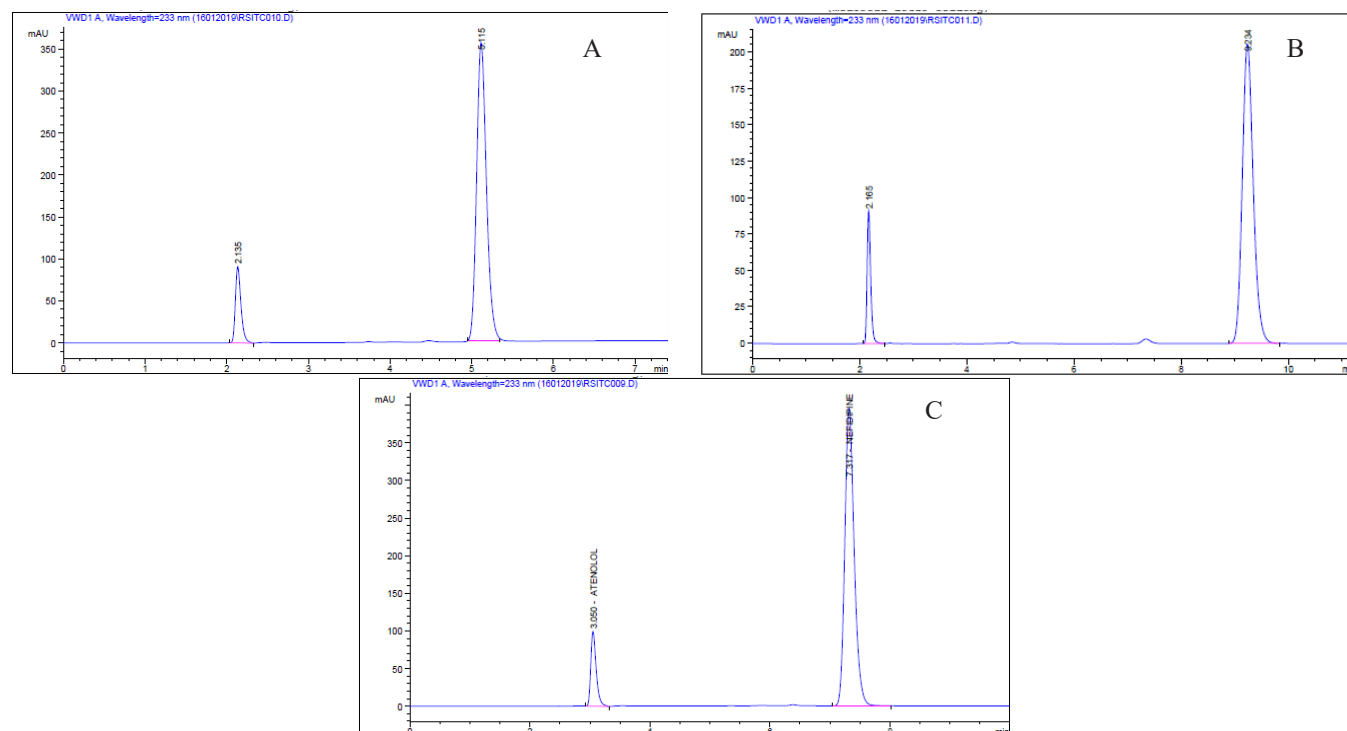 VWD1 A, Wavelength=233 nm (16012019\RSITC010.D)
mAU
A
350
300
250
200
150
100
50
0
2.135
5.115
0 1 2 3 4 5 6 7 min
VWD1 A, Wavelength=233 nm (16012019\RSITC011.D)
mAU
B
200
175
150
125
100
75
50
25
0
2.165
9.234
0 2 4 6 8 10
VWD1 A, Wavelength=233 nm (16012019\RSITC009.D)
mAU
C
350
300
250
200
150
100
50
0
3.050 - ATENOLOL
7.317 - NEFIDIPINE